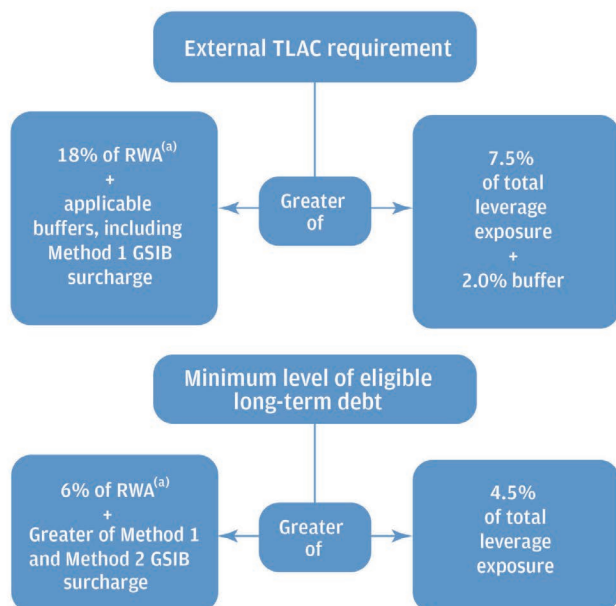 External TLAC requirement
18% of RWA(a)
+
applicable
buffers, including
Method 1 GSIB
surcharge
Greater
of
7.5%
of total
leverage
exposure
+
2.0% buffer
Minimum level of eligible
long-term debt
6% of RWA(a)
+
Greater of Method 1
and Method 2 GSIB
surcharge
Greater
of
4.5%
of total
leverage
exposure